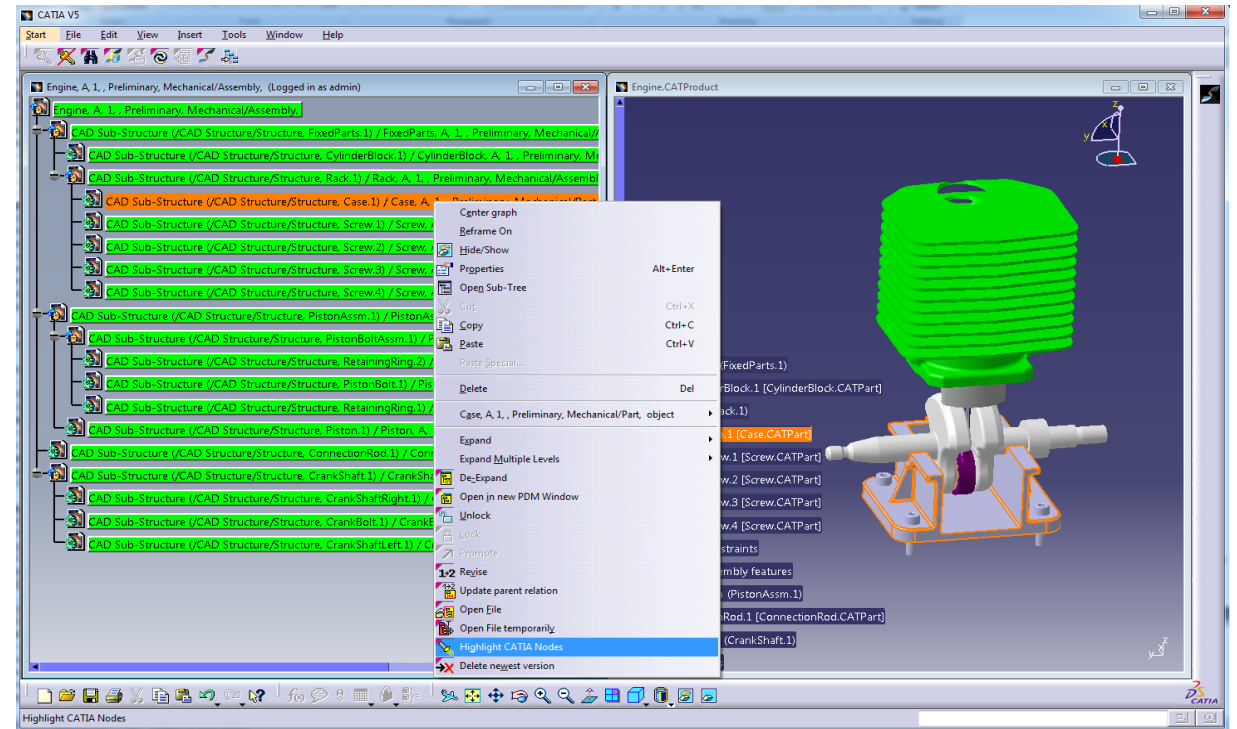 CATIA V5
Start File Edit View Insert Tools Window Help
Engine, A, 1, , Preliminary, Mechanical/Assembly, (Logged in as admin)
Engine, A, 1, , Preliminary, Mechanical/Assembly,
CAD Sub-Structure (/CAD Structure/Structure, FixedParts.1) / FixedParts, A, 1, , Preliminary, Mechanical/
CAD Sub-Structure (/CAD Structure/Structure, CylinderBlock.1) / CylinderBlock, A, 1, , Preliminary,
CAD Sub-Structure (/CAD Structure/Structure, Rack.1) / Rack, A, 1, , Preliminary, Mechanical/Assembl
CAD Sub-Structure (/CAD Structure/Structure, Case.1) / Case, A,
CAD Sub-Structure (/CAD Structure/Structure, Screw.1) / Screw,
CAD Sub-Structure (/CAD Structure/Structure, Screw.2) / Screw,
CAD Sub-Structure (/CAD Structure/Structure, Screw.3) / Screw,
CAD Sub-Structure (/CAD Structure/Structure, Screw.4) / Screw,
CAD Sub-Structure (/CAD Structure/Structure, PistonAssm.1) / PistonAs
CAD Sub-Structure (/CAD Structure/Structure, PistonBoltAssm.1) / P
CAD Sub-Structure (/CAD Structure/Structure, RetainingRing.2) /
CAD Sub-Structure (/CAD Structure/Structure, PistonBolt.1) / Pis
CAD Sub-Structure (/CAD Structure/Structure, RetainingRing.1) /
CAD Sub-Structure (/CAD Structure/Structure, Piston.1) / Piston, A,
CAD Sub-Structure (/CAD Structure/Structure, ConnectionRod.1) / Conn
CAD Sub-Structure (/CAD Structure/Structure, CrankShaft.1) / CrankSha
CAD Sub-Structure (/CAD Structure/Structure, CrankShaftRight.1) /
CAD Sub-Structure (/CAD Structure/Structure, CrankBolt.1) / CrankB
CAD Sub-Structure (/CAD Structure/Structure, CrankShaftLeft.1) / C
Center graph
Reframe On
Hide/Show
Properties Alt+Enter
Open Sub-Tree
Cut Ctrl+X
Copy Ctrl+C
Paste Ctrl+V
Paste Special...
Delete Del
Case, A, 1, , Preliminary, Mechanical/Part, object
Expand
Expand Multiple Levels
De-Expand
Open in new PDM Window
Unlock
Lock
Promote
Revise
Update parent relation
Open File
Open File temporarily
Highlight CATIA Nodes
Delete newest version
Engine.CATProduct
z
x
y
(FixedParts.1)
rBlock.1 [CylinderBlock.CATPart]
ack.1)
.1 [Case.CATPart]
w.1 [Screw.CATPart]
w.2 [Screw.CATPart]
w.3 [Screw.CATPart]
w.4 [Screw.CATPart]
straints
embly features
(PistonAssm.1)
Rod.1 [ConnectionRod.CATPart]
(CrankShaft.1)
z
y
x
CATIA
Highlight CATIA Nodes